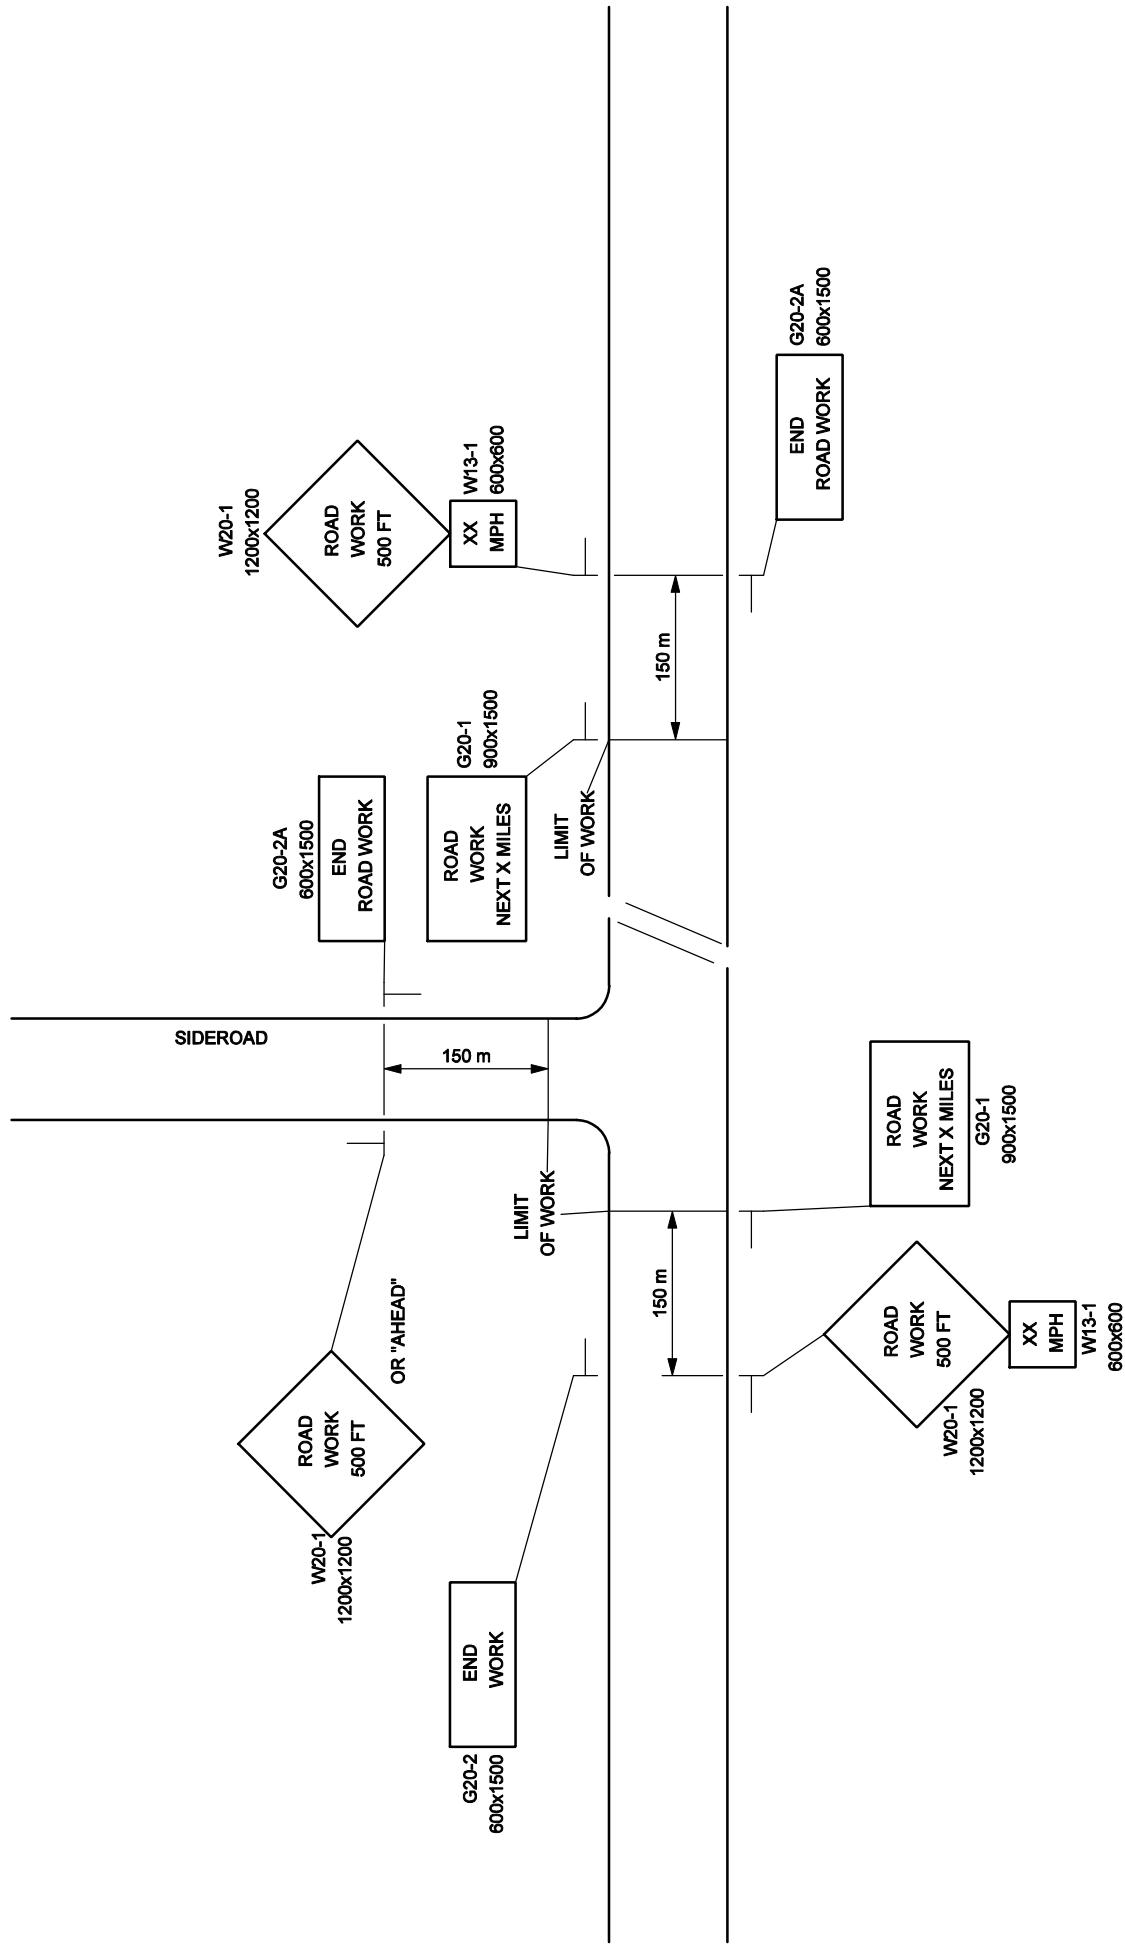 W20-1
1200x1200
ROAD
WORK
500 FT
XX
MPH
W13-1
600x600
G20-2A
600x1500
END
ROAD WORK
G20-1
900x1500
ROAD
WORK
NEXT X MILES
LIMIT
OF WORK
150 m
END
ROAD WORK
G20-2A
600x1500
SIDEROAD
150 m
LIMIT
OF WORK
150 m
OR "AHEAD"
ROAD
WORK
500 FT
W20-1
1200x1200
END
WORK
G20-2
600x1500
ROAD
WORK
NEXT X MILES
G20-1
900x1500
ROAD
WORK
500 FT
W20-1
1200x1200
XX
MPH
W13-1
600x600